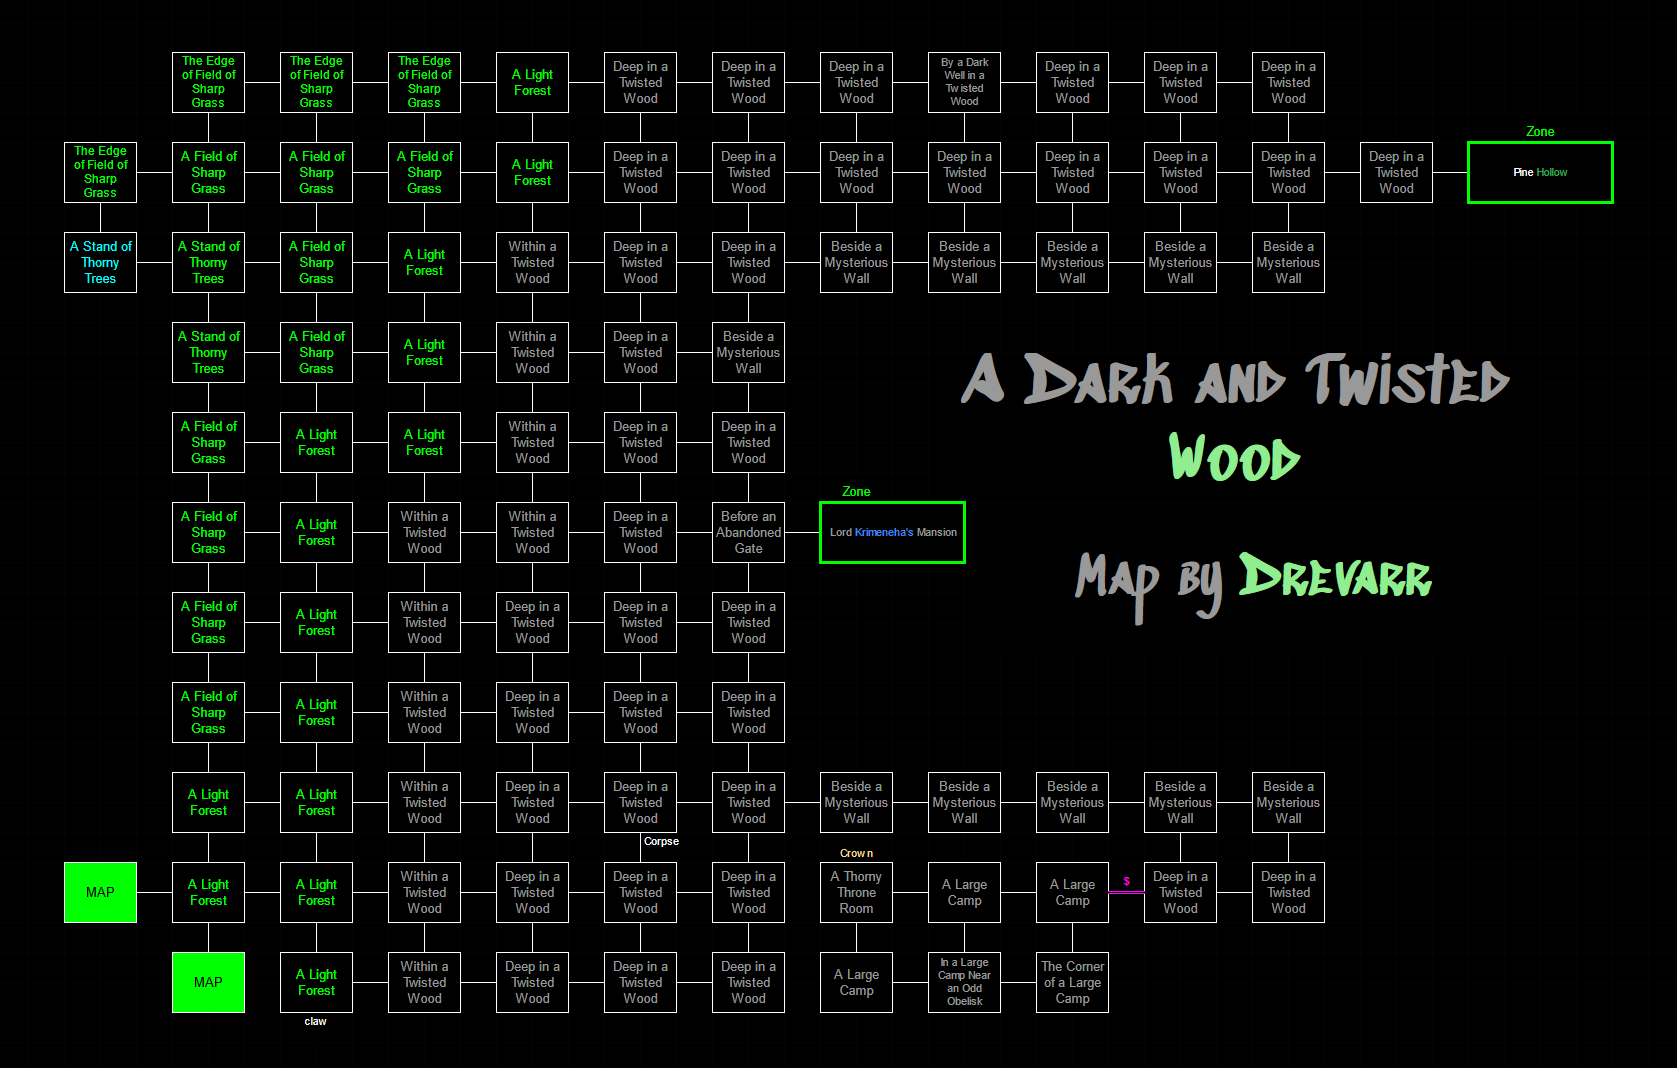 The Edge
of Field of
Sharp
Grass
The Edge
of Field of
Sharp
Grass
The Edge
of Field of
Sharp
Grass
A Light
Forest
Deep in a
Twisted
Wood
Deep in a
Twisted
Wood
Deep in a
Twisted
Wood
By a Dark
Well in a
Twisted
Wood
Deep in a
Twisted
Wood
Deep in a
Twisted
Wood
Deep in a
Twisted
Wood
The Edge
of Field of
Sharp
Grass
A Field of
Sharp
Grass
A Field of
Sharp
Grass
A Field of
Sharp
Grass
A Light
Forest
Deep in a
Twisted
Wood
Deep in a
Twisted
Wood
Deep in a
Twisted
Wood
Deep in a
Twisted
Wood
Deep in a
Twisted
Wood
Deep in a
Twisted
Wood
Deep in a
Twisted
Wood
Deep in a
Twisted
Wood
Zone
Pine Hollow
A Stand of
Thorny
Trees
A Stand of
Thorny
Trees
A Field of
Sharp
Grass
A Light
Forest
Within a
Twisted
Wood
Deep in a
Twisted
Wood
Deep in a
Twisted
Wood
Beside a
Mysterious
Wall
Beside a
Mysterious
Wall
Beside a
Mysterious
Wall
Beside a
Mysterious
Wall
Beside a
Mysterious
Wall
A Stand of
Thorny
Trees
A Field of
Sharp
Grass
A Light
Forest
Within a
Twisted
Wood
Deep in a
Twisted
Wood
Beside a
Mysterious
Wall
A Dark and Twisted
Wood
A Field of
Sharp
Grass
A Light
Forest
A Light
Forest
Within a
Twisted
Wood
Deep in a
Twisted
Wood
Deep in a
Twisted
Wood
A Field of
Sharp
Grass
A Light
Forest
Within a
Twisted
Wood
Within a
Twisted
Wood
Deep in a
Twisted
Wood
Before an
Abandoned
Gate
Zone
Lord Krimeneha's Mansion
Map by Drevarr
A Field of
Sharp
Grass
A Light
Forest
Within a
Twisted
Wood
Deep in a
Twisted
Wood
Deep in a
Twisted
Wood
Deep in a
Twisted
Wood
A Field of
Sharp
Grass
A Light
Forest
Within a
Twisted
Wood
Deep in a
Twisted
Wood
Deep in a
Twisted
Wood
Deep in a
Twisted
Wood
A Light
Forest
A Light
Forest
Within a
Twisted
Wood
Deep in a
Twisted
Wood
Deep in a
Twisted
Wood
Corpse
Deep in a
Twisted
Wood
Beside a
Mysterious
Wall
Beside a
Mysterious
Wall
Beside a
Mysterious
Wall
Beside a
Mysterious
Wall
Beside a
Mysterious
Wall
MAP
A Light
Forest
A Light
Forest
Within a
Twisted
Wood
Deep in a
Twisted
Wood
Deep in a
Twisted
Wood
Deep in a
Twisted
Wood
Crown
A Thorny
Throne
Room
A Large
Camp
A Large
Camp
$
Deep in a
Twisted
Wood
Deep in a
Twisted
Wood
MAP
A Light
Forest
claw
Within a
Twisted
Wood
Deep in a
Twisted
Wood
Deep in a
Twisted
Wood
Deep in a
Twisted
Wood
A Large
Camp
In a Large
Camp Near
an Odd
Obelisk
The Corner
of a Large
Camp